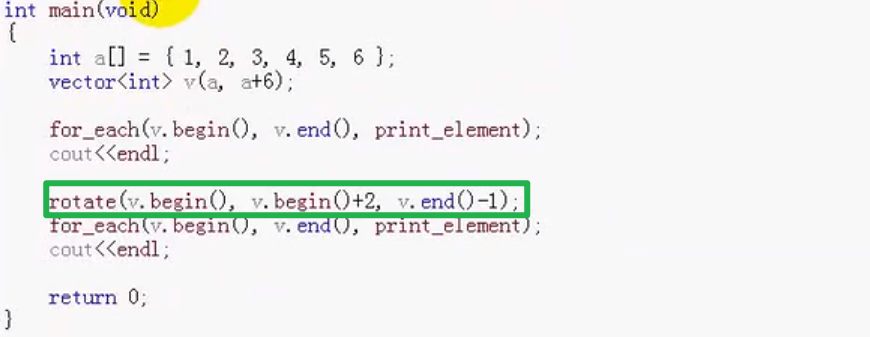 int main(void)
{
int a[] = { 1, 2, 3, 4, 5, 6 };
vector<int> v(a, a+6);
for_each(v.begin(), v.end(), print_element);
cout<<endl;
rotate(v.begin(), v.begin()+2, v.end()-1);
for_each(v.begin(), v.end(), print_element);
cout<<endl;
return 0;
}